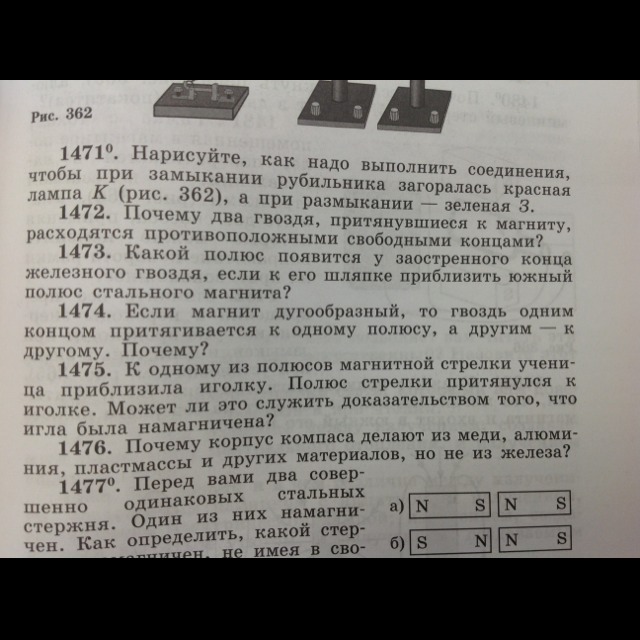 Рис. 362
1471⁰. Нарисуйте, как надо выполнить соединения,
чтобы при замыкании рубильника загоралась красная
лампа К (рис. 362), а при размыкании — зеленая З.
1472. Почему два гвоздя, притянувшиеся к магниту,
расходятся противоположными свободными концами?
1473. Какой полюс появится у заостренного конца
железного гвоздя, если к его шляпке приблизить южный
полюс стального магнита?
1474. Если магнит дугообразный, то гвоздь одним
концом притягивается к одному полюсу, а другим — к
другому. Почему?
1475. К одному из полюсов магнитной стрелки учени-
ца приблизила иголку. Полюс стрелки притянулся к
иголке. Может ли это служить доказательством того, что
игла была намагничена?
1476. Почему корпус компаса делают из меди, алюми-
ния, пластмассы и других материалов, но не из железа?
1477⁰. Перед вами два совер-
шенно одинаковых стальных
стержня. Один из них намагни-
чен. Как определить, какой стер-
не имея в сво-
а) N S N S
б) S N N S